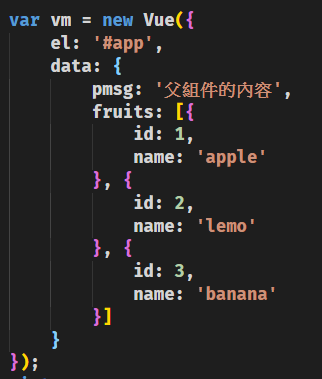 var vm = new Vue({
    el: '#app',
    data: {
        pmsg: '父組件的內容',
        fruits: [{
            id: 1,
            name: 'apple'
        }, {
            id: 2,
            name: 'lemo'
        }, {
            id: 3,
            name: 'banana'
        }]
    }
});